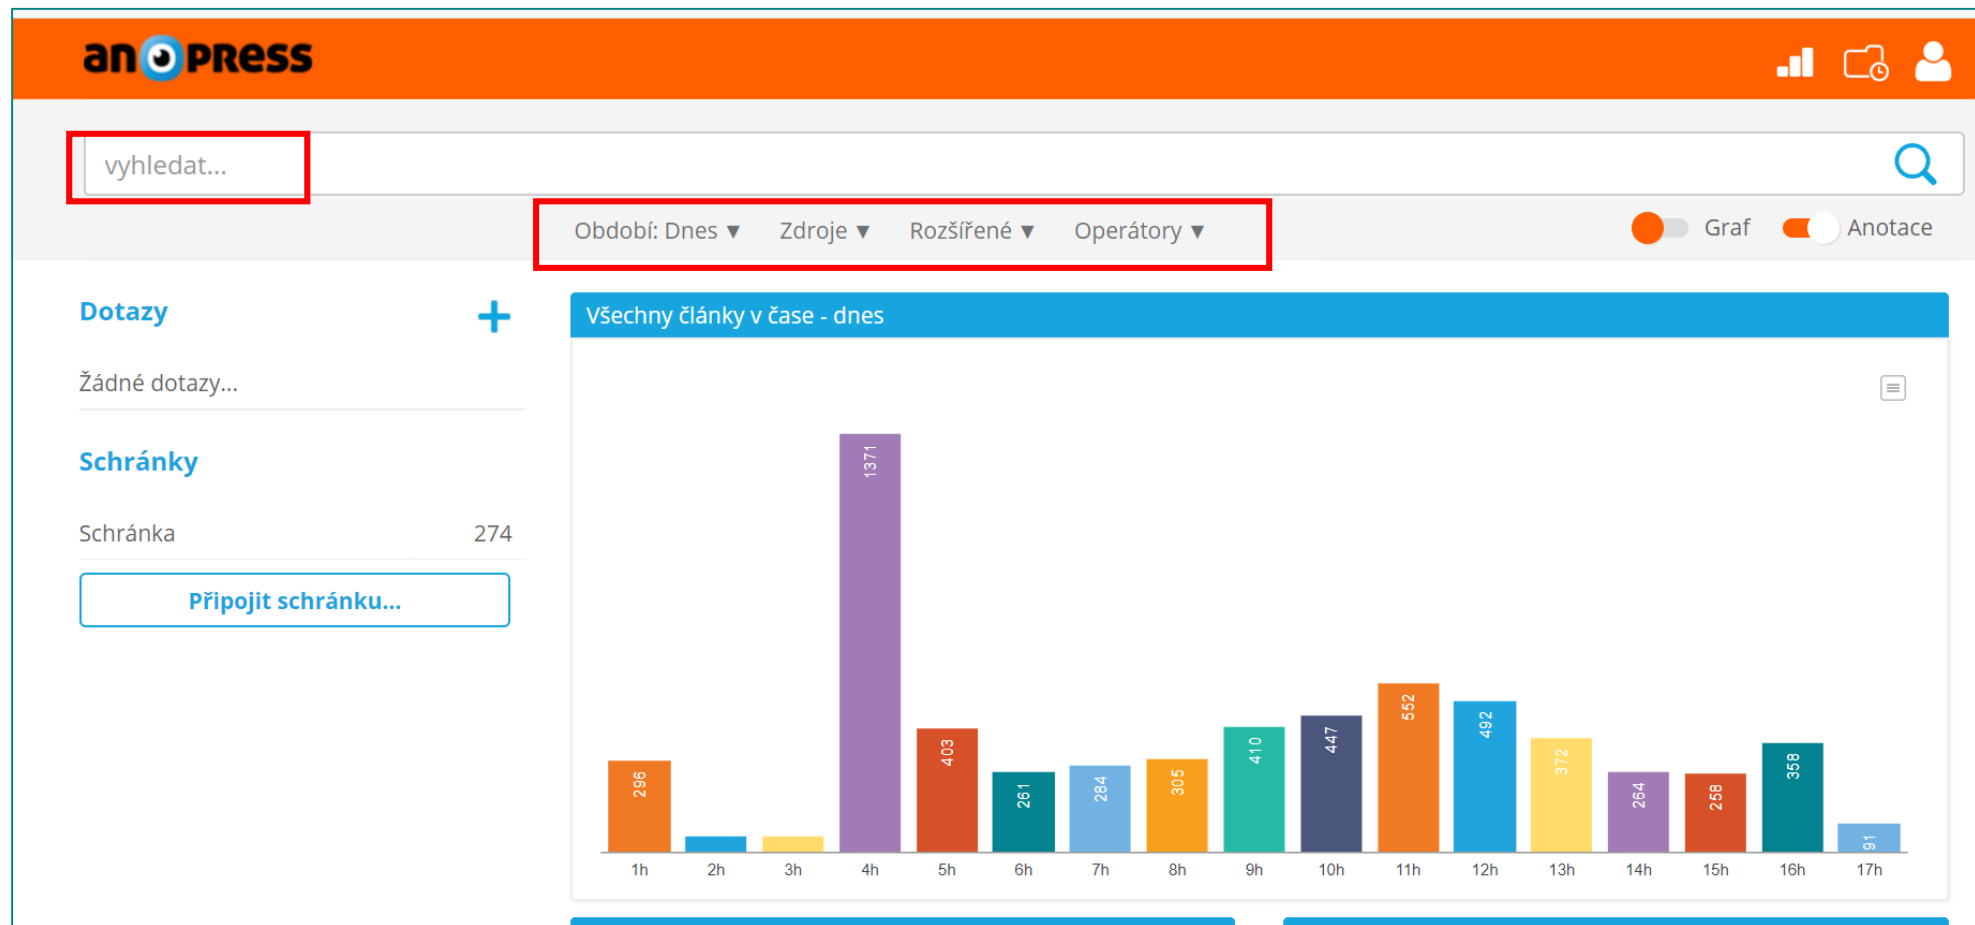 anopress
vyhledat...
Období: Dnes ▼ Zdroje ▼ Rozšířené ▼ Operátory ▼ Graf Anotace
Dotazy
Žádné dotazy...
Schránky
Schránka 274
Připojit schránku...
Všechny články v čase - dnes
296 1371 403 261 284 305 410 447 552 492 372 264 258 358 91
1h 2h 3h 4h 5h 6h 7h 8h 9h 10h 11h 12h 13h 14h 15h 16h 17h